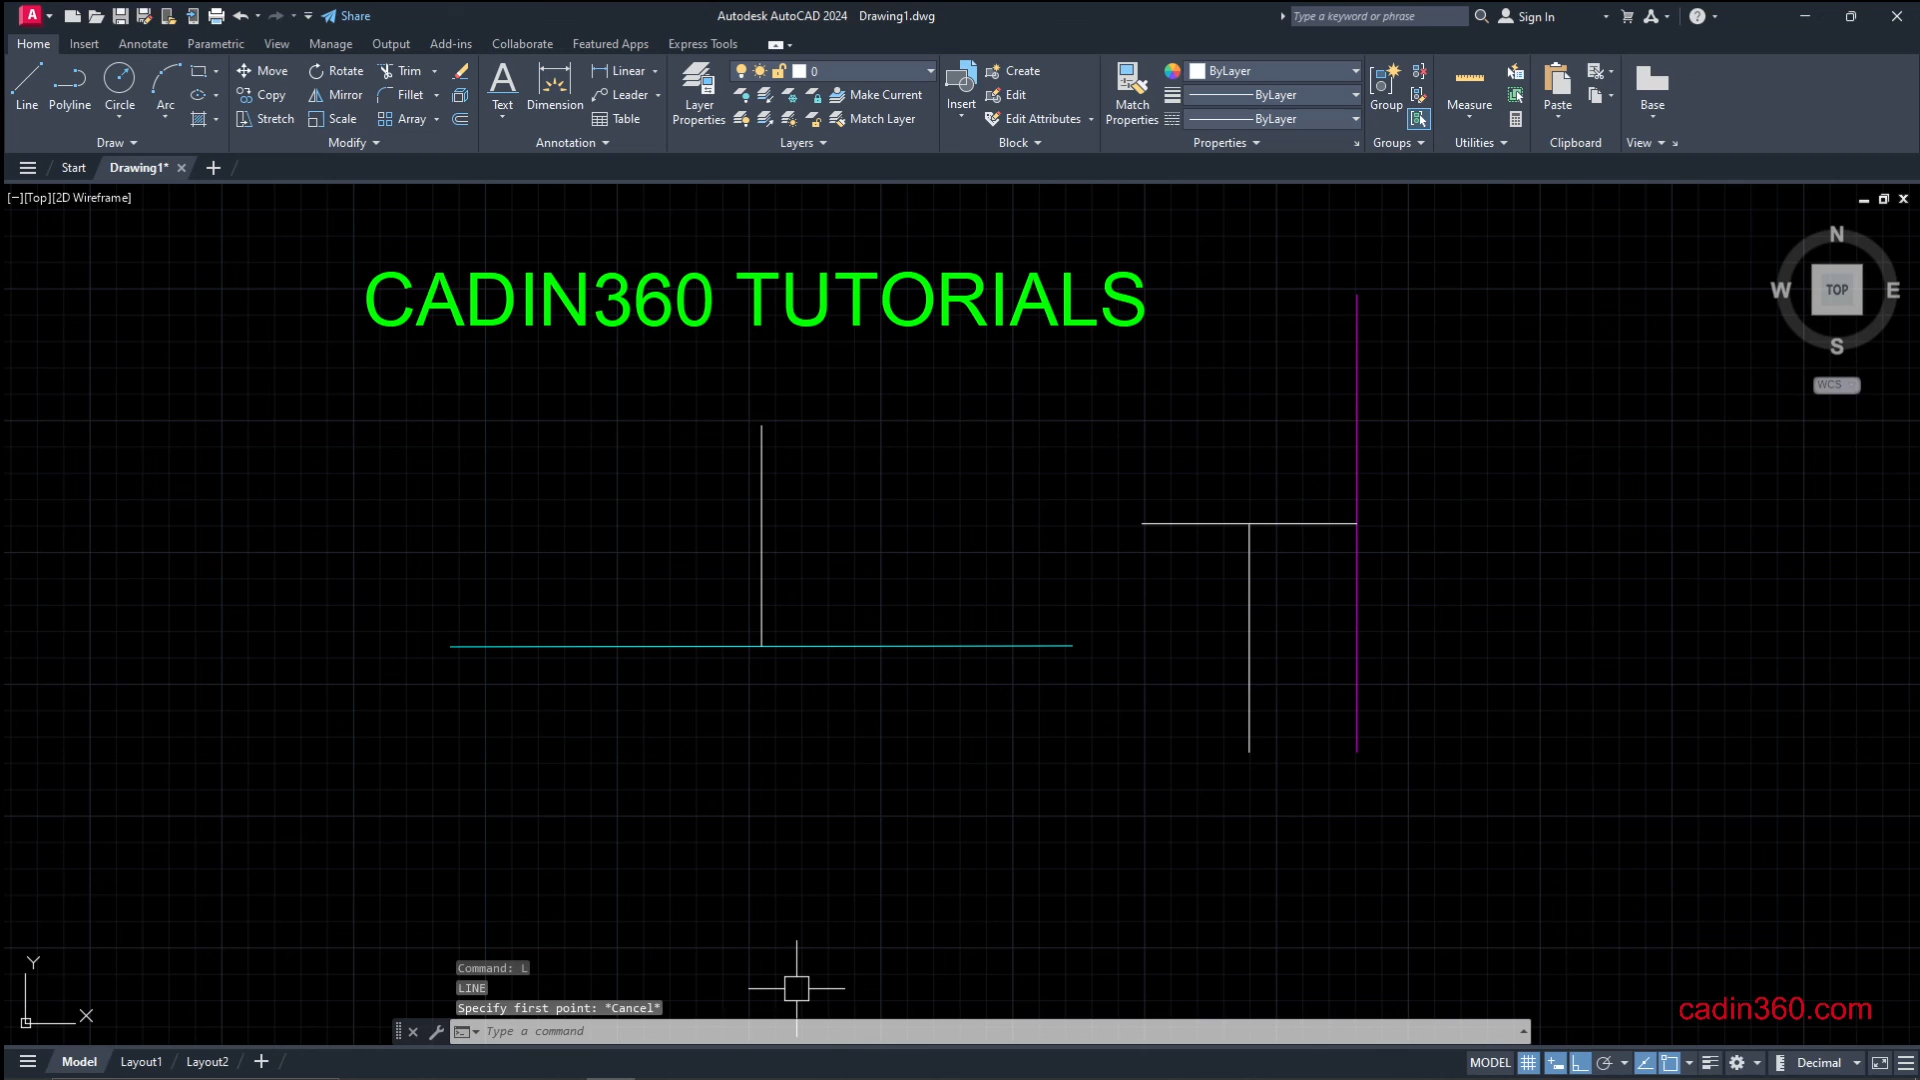 A Share Autodesk AutoCAD 2024 Drawing1.dwg Type a keyword or phrase Sign In ?
Home Insert Annotate Parametric View Manage Output Add-ins Collaborate Featured Apps Express Tools
Move Rotate Trim Linear 0 Create ByLayer
Copy Mirror Fillet Leader Make Current Edit ByLayer
Line Polyline Circle Arc Text Dimension Layer Properties Insert Match Properties Group Measure Paste Base
Stretch Scale Array Table Match Layer Edit Attributes ByLayer
Draw Modify Annotation Layers Block Properties Groups Utilities Clipboard View
Start Drawing1* +
[−][Top][2D Wireframe]
N
W TOP E
S
WCS
CADIN360 TUTORIALS
Y
X
Command: L
LINE
Specify first point: *Cancel*
Type a command
cadin360.com
Model Layout1 Layout2 + MODEL Decimal